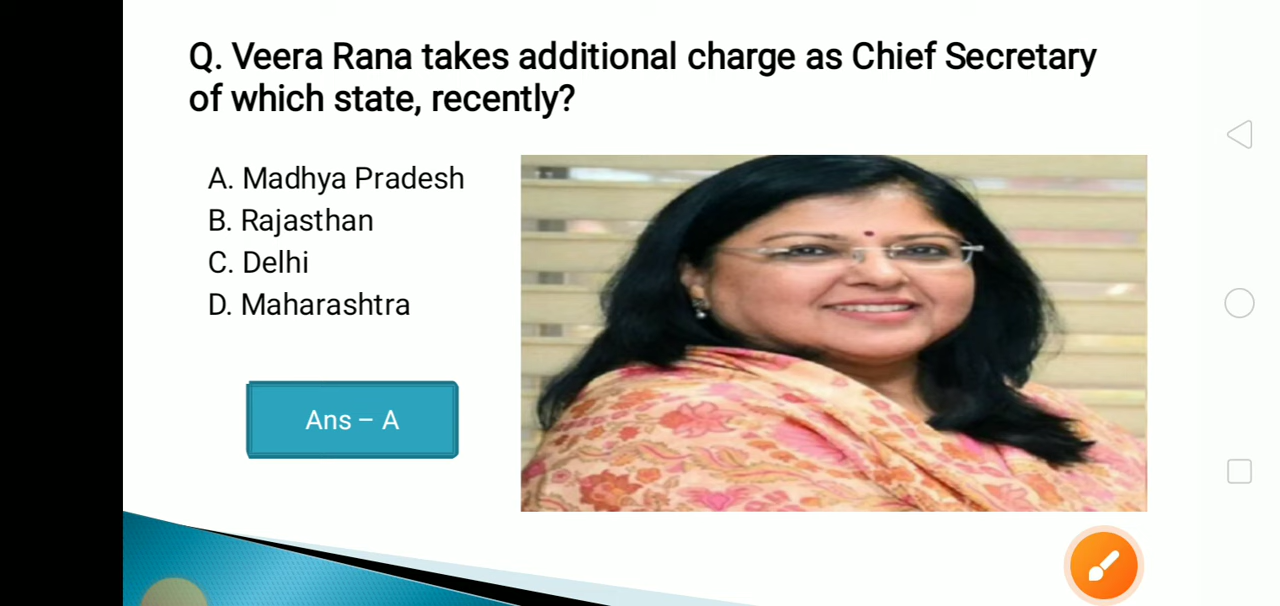 Q. Veera Rana takes additional charge as Chief Secretary
of which state, recently?
A. Madhya Pradesh
B. Rajasthan
C. Delhi
D. Maharashtra
Ans – A